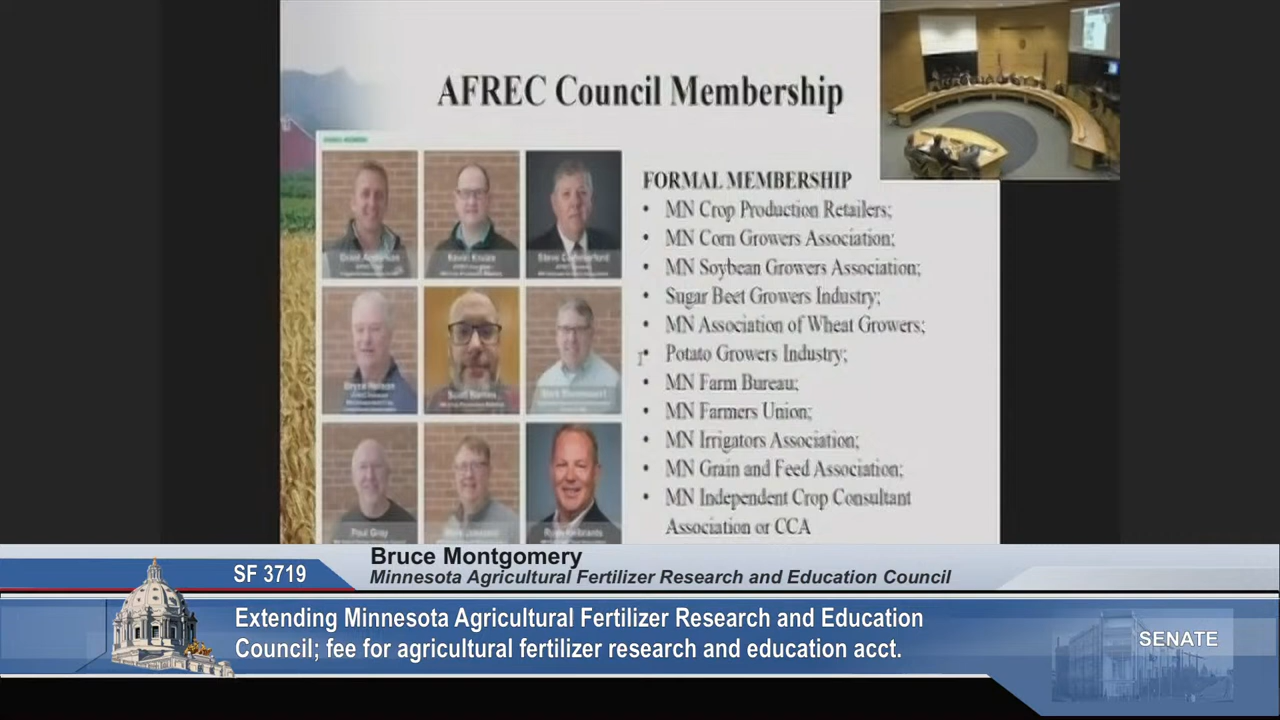 AFREC Council Membership
FORMAL MEMBERSHIP
• MN Crop Production Retailers;
• MN Corn Growers Association;
• MN Soybean Growers Association;
• Sugar Beet Growers Industry;
• MN Association of Wheat Growers;
• Potato Growers Industry;
• MN Farm Bureau;
• MN Farmers Union;
• MN Irrigators Association;
• MN Grain and Feed Association;
• MN Independent Crop Consultant
Association or CCA
Paul Gray
Bruce Montgomery
SF 3719
Minnesota Agricultural Fertilizer Research and Education Council
Extending Minnesota Agricultural Fertilizer Research and Education
Council; fee for agricultural fertilizer research and education acct.
SENATE